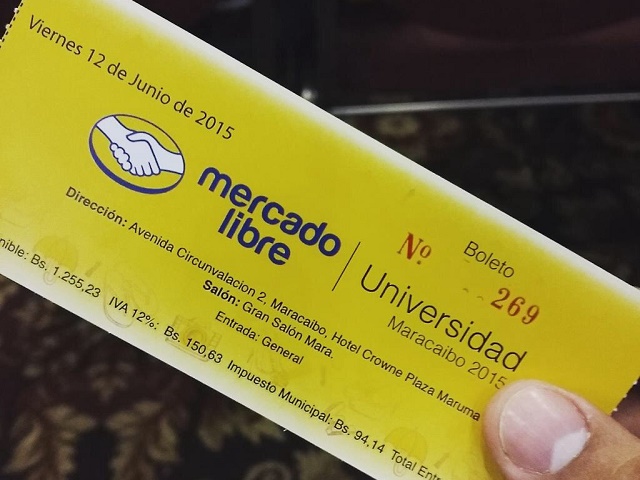 Viernes 12 de Junio de 2015
mercado
libre
Nº
Boleto
269
Universidad
Maracaibo 2015
Dirección: Avenida Circunvalacion 2, Maracaibo, Hotel Crowne Plaza Maruma
Salón: Gran Salón Mara.
Entrada: General
Bs. 1.255,23 IVA 12%: Bs. 150,63 Impuesto Municipal: Bs. 94,14 Total